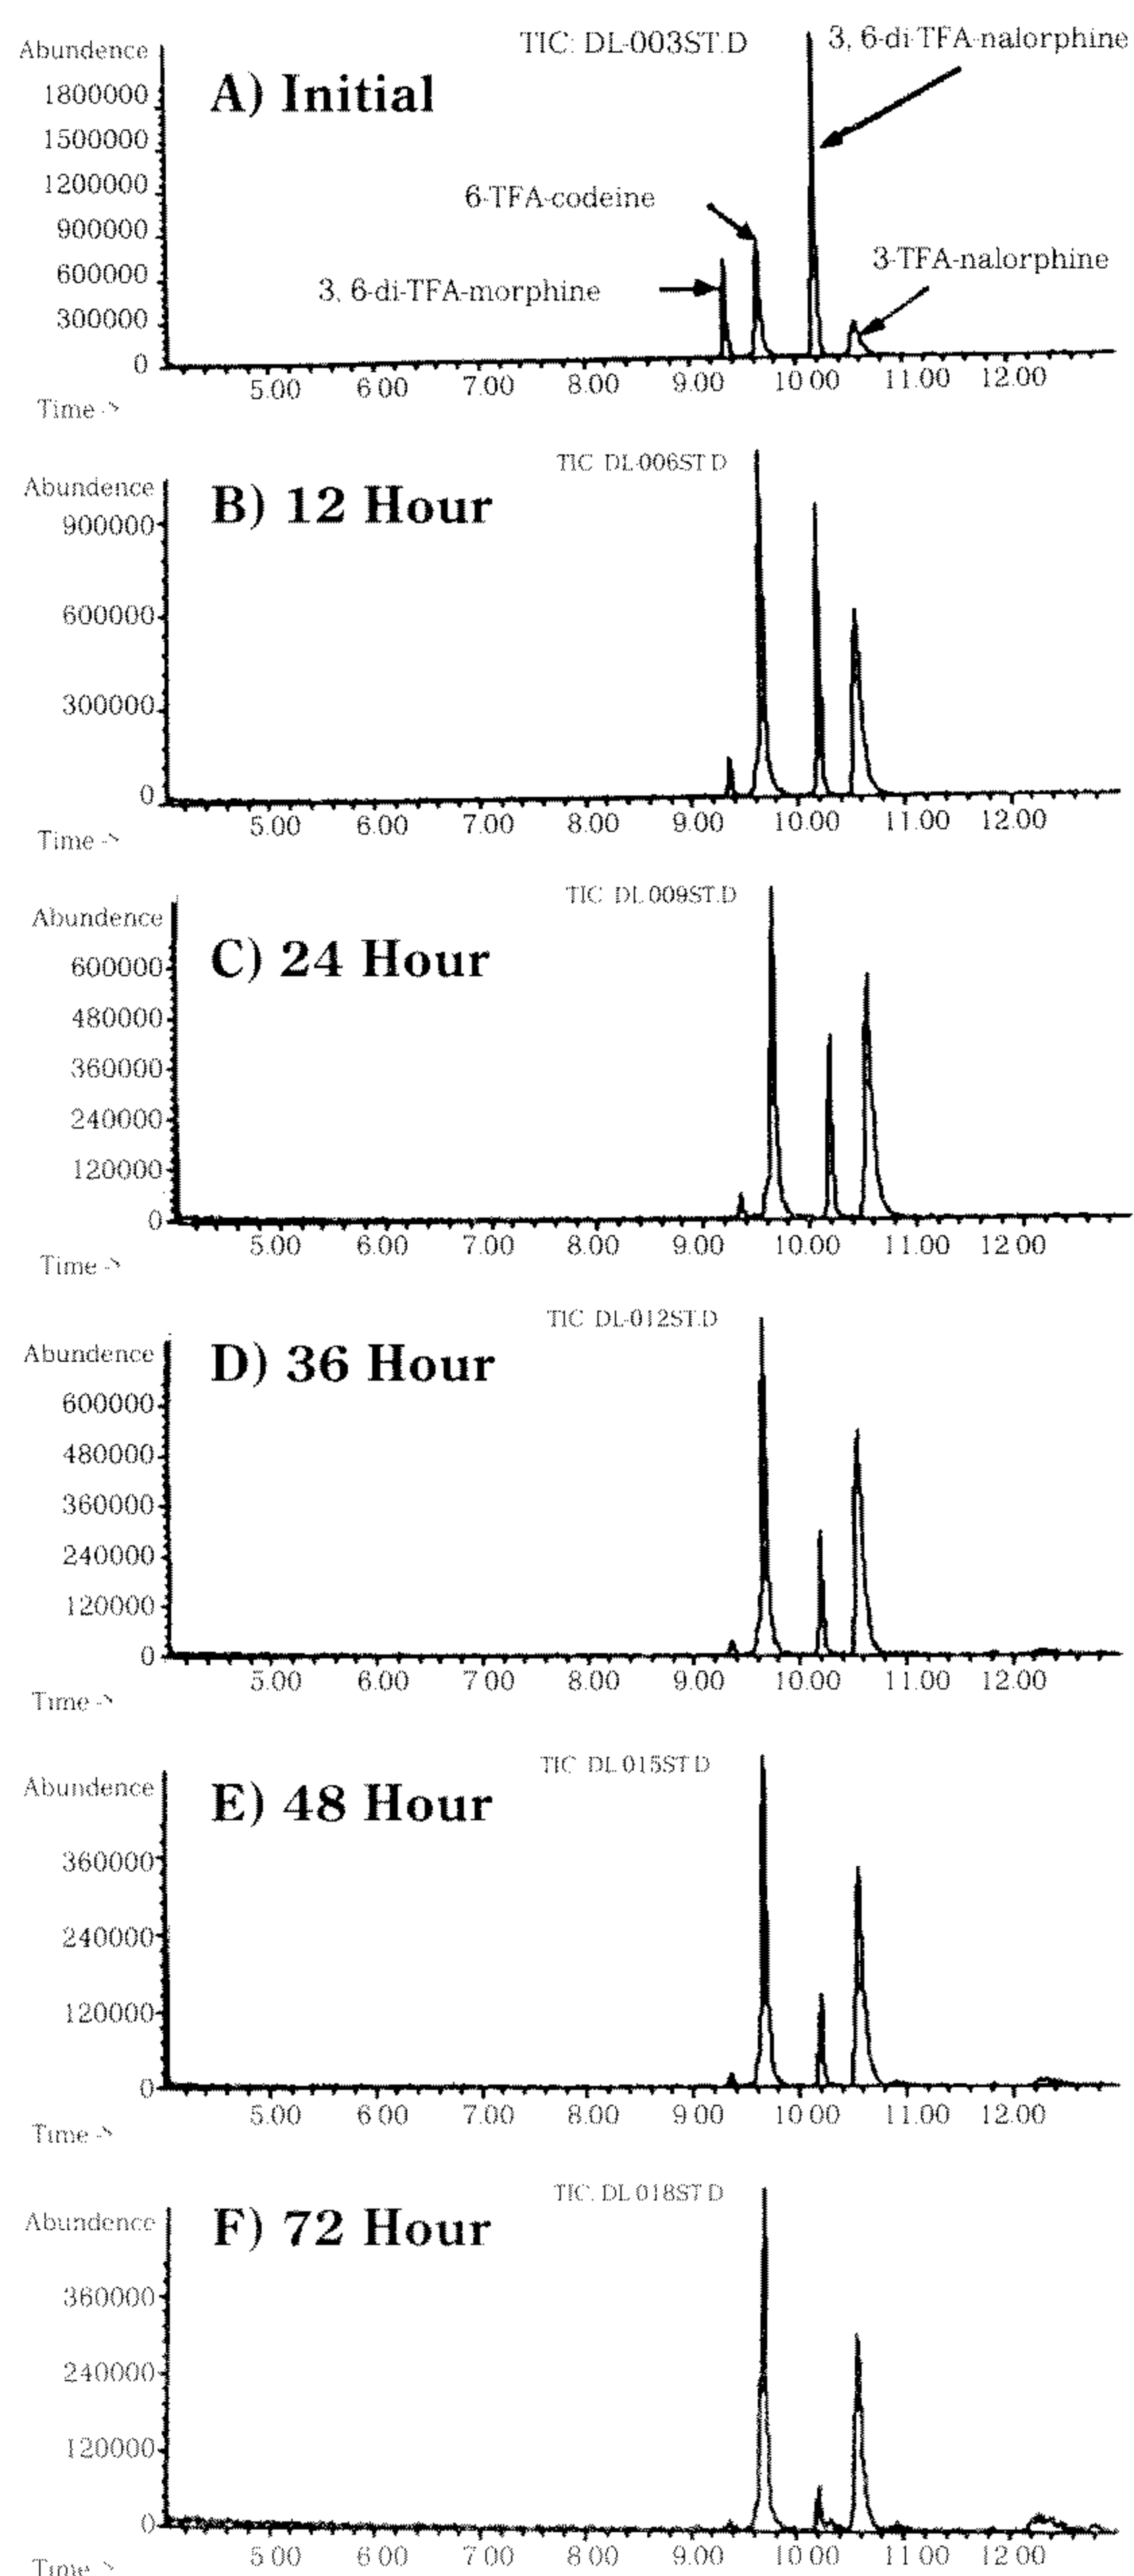 TIC: DL-003ST.D
3, 6-di-TFA-nalorphine
Abundence
A) Initial
1800000
1500000
1200000
900000
600000
300000
0
6-TFA-codeine
3-TFA-nalorphine
3, 6-di-TFA-morphine
5.00 6.00 7.00 8.00 9.00 10.00 11.00 12.00
Time ->
TIC DL-006ST D
Abundence
B) 12 Hour
900000
600000
300000
0
5.00 6.00 7.00 8.00 9.00 10.00 11.00 12.00
Time ->
TIC DL 009ST.D
Abundence
C) 24 Hour
600000
480000
360000
240000
120000
0
5.00 6.00 7.00 8.00 9.00 10.00 11.00 12.00
Time ->
TIC DL-012ST.D
Abundence
D) 36 Hour
600000
480000
360000
240000
120000
0
5.00 6.00 7.00 8.00 9.00 10.00 11.00 12.00
Time ->
TIC DL 015ST D
Abundence
E) 48 Hour
360000
240000
120000
0
5.00 6.00 7.00 8.00 9.00 10.00 11.00 12.00
Time ->
TIC. DL 018ST D
Abundence
F) 72 Hour
360000
240000
120000
0
5.00 6.00 7.00 8.00 9.00 10.00 11.00 12.00
Time ->